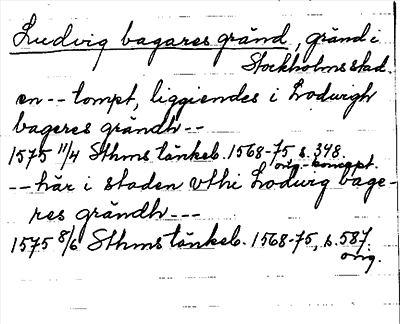 Ludvig bagares gränd, gränd i
Stockholms stad.
en -- tompt, liggiendes i Lodwigh
bageres grändh --
1575 11/4 Sthms tänkeb. 1568-75 s. 348.
orig.-koncept.
-- här i staden vthi Lodwig bage-
res grändh ---
1575 8/6 Sthms tänkeb. 1568-75, s. 587.
orig.